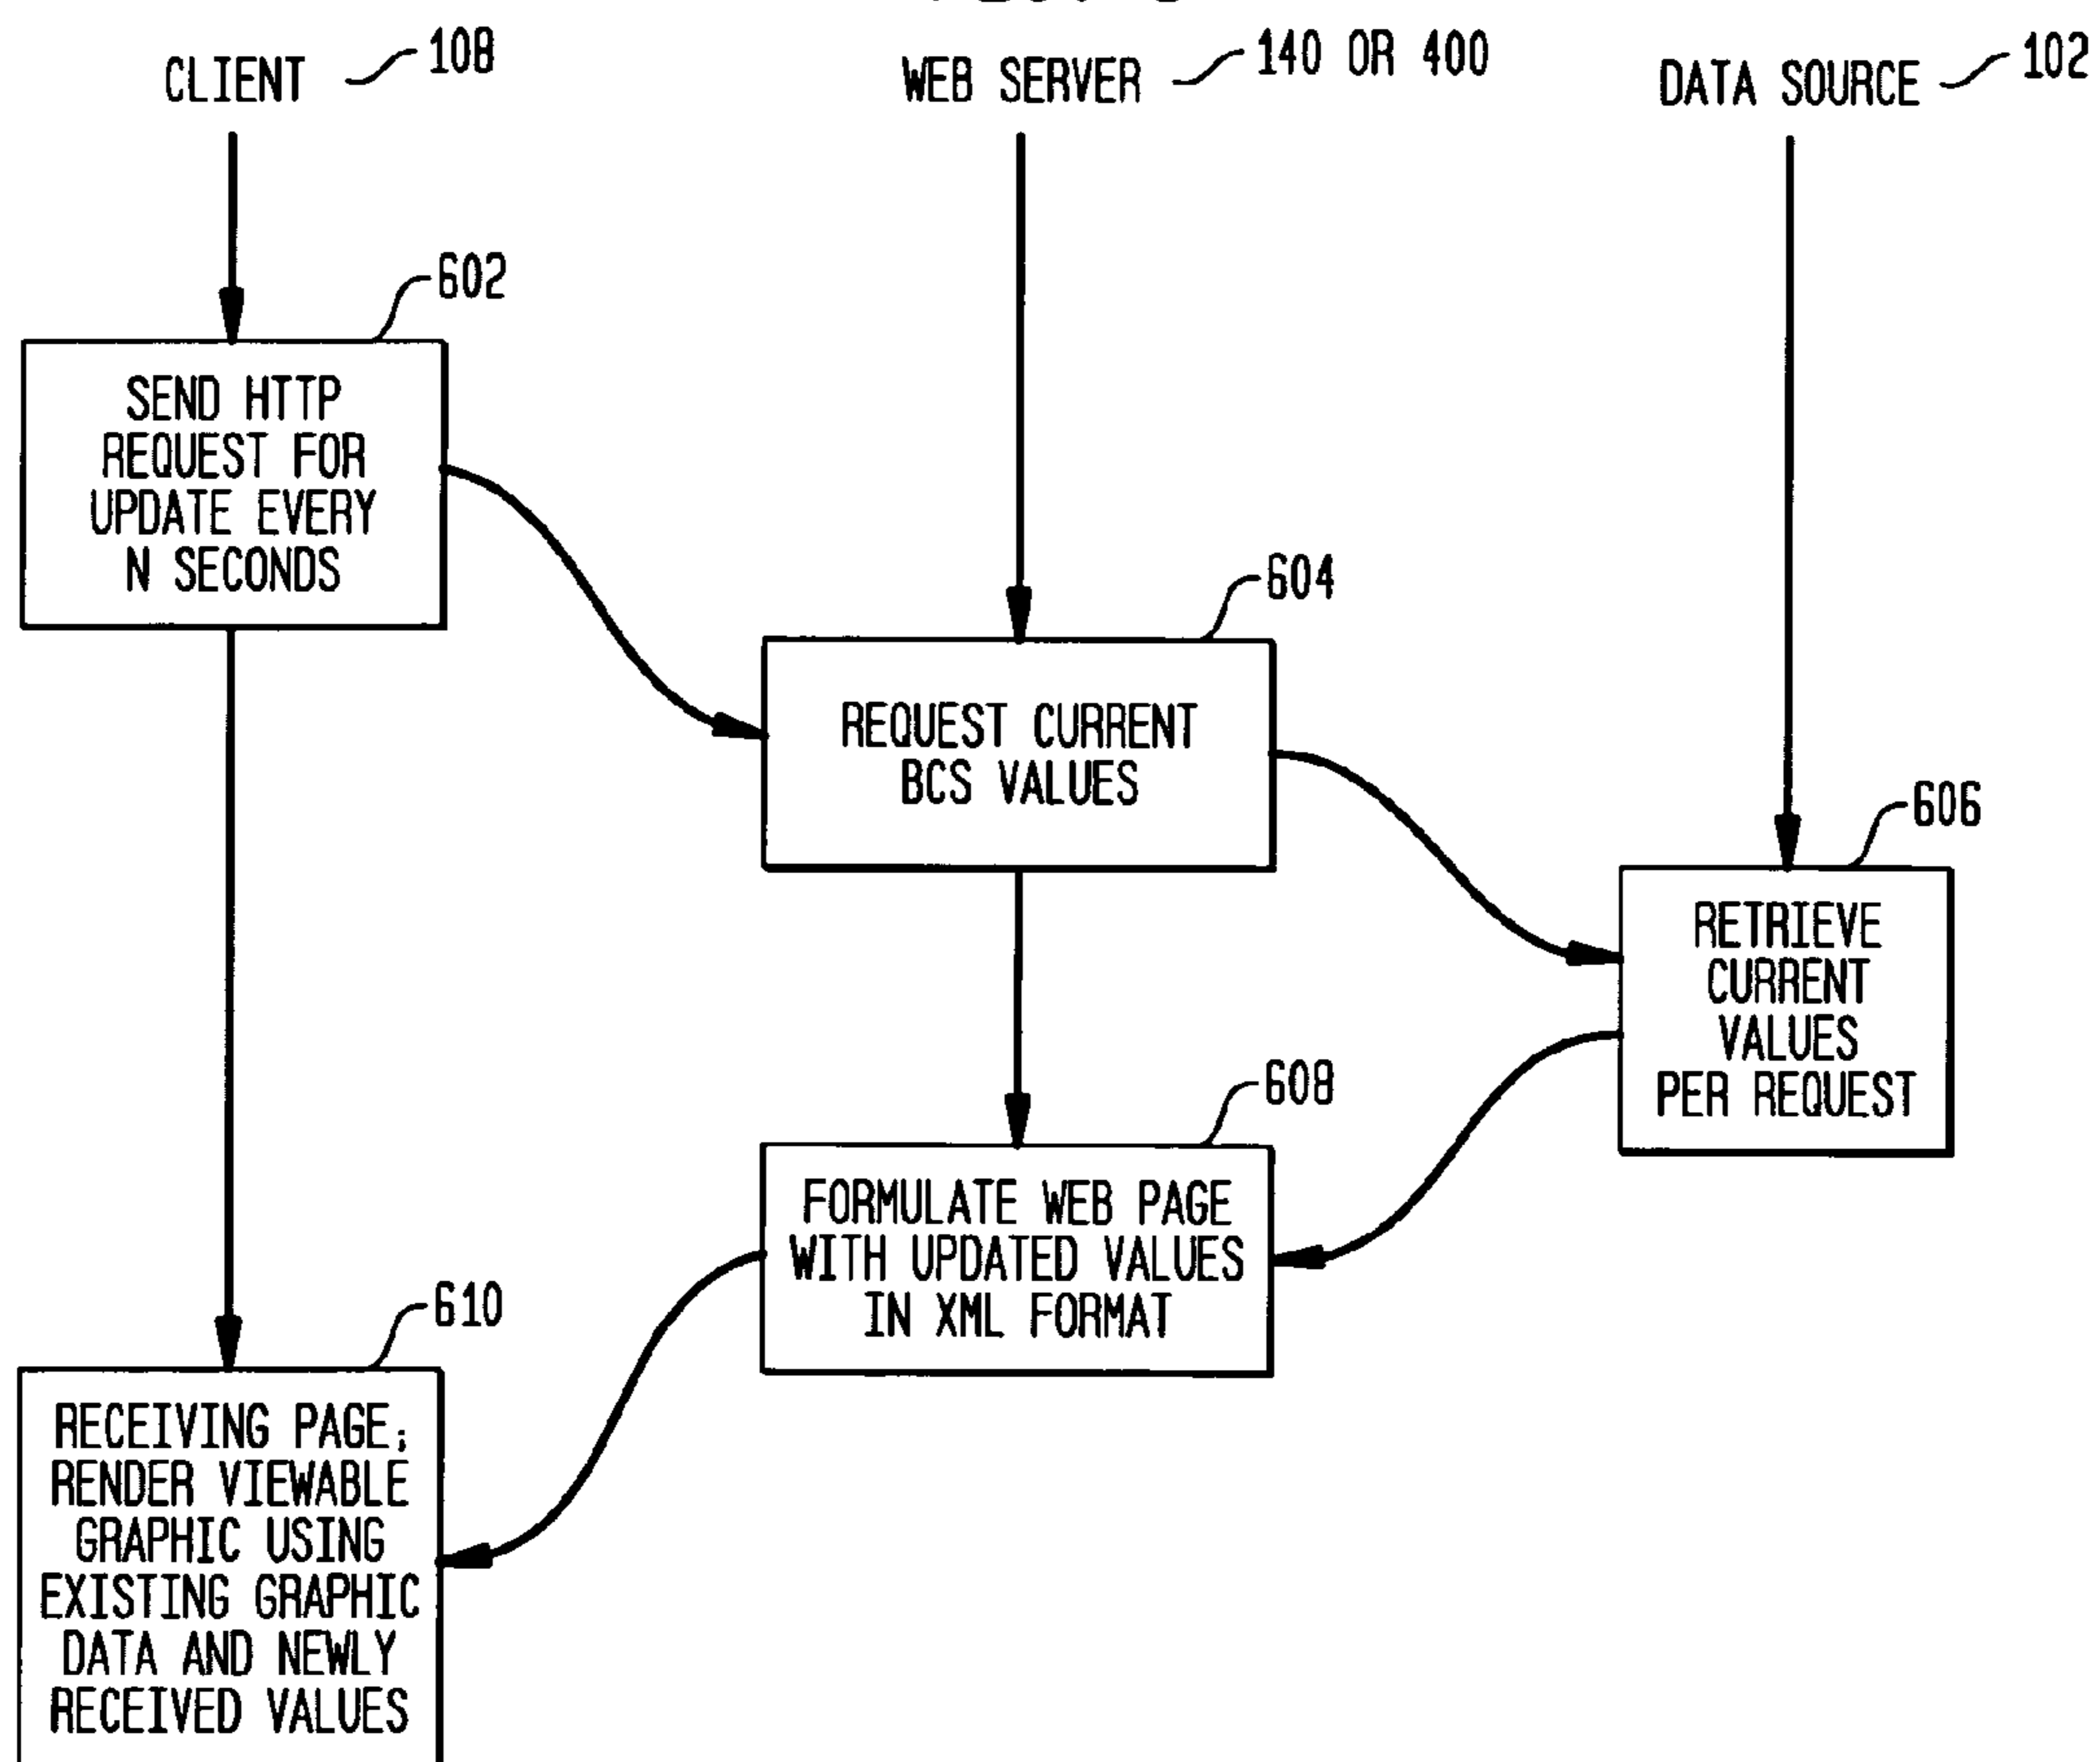 CLIENT 108
WEB SERVER 140 OR 400
DATA SOURCE 102
602
SEND HTTP
REQUEST FOR
UPDATE EVERY
N SECONDS
604
REQUEST CURRENT
BCS VALUES
606
RETRIEVE
CURRENT
VALUES
PER REQUEST
608
FORMULATE WEB PAGE
WITH UPDATED VALUES
IN XML FORMAT
610
RECEIVING PAGE;
RENDER VIEWABLE
GRAPHIC USING
EXISTING GRAPHIC
DATA AND NEWLY
RECEIVED VALUES